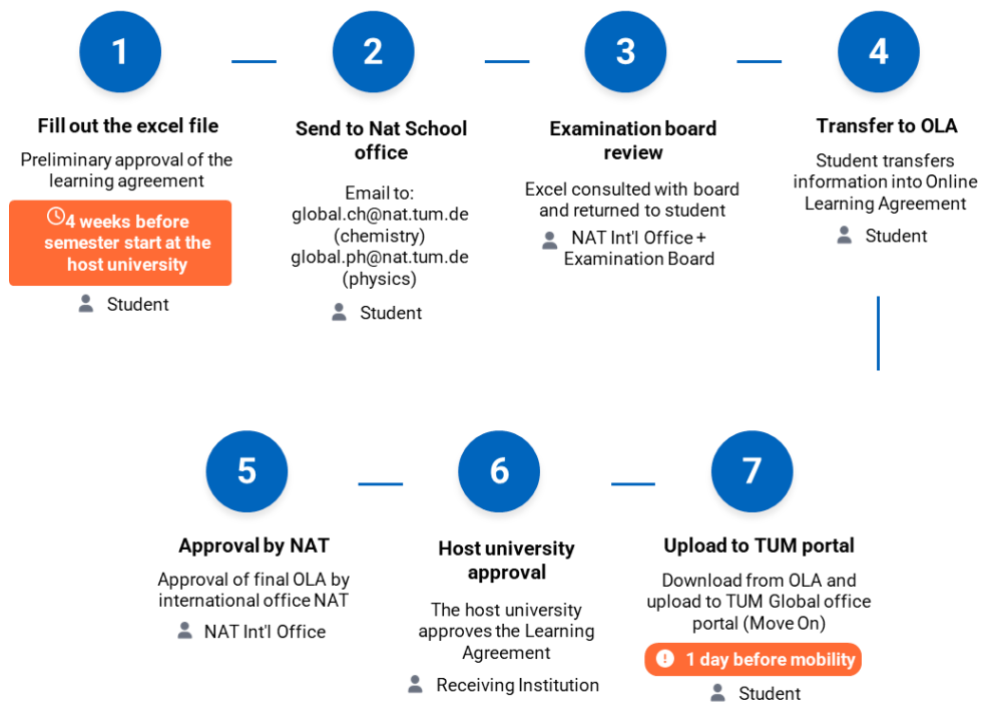 1
Fill out the excel file
Preliminary approval of the
learning agreement
4 weeks before
semester start at the
host university
Student
2
Send to Nat School
office
Email to:
global.ch@nat.tum.de
(chemistry)
global.ph@nat.tum.de
(physics)
Student
3
Examination board
review
Excel consulted with board
and returned to student
NAT Int'l Office +
Examination Board
4
Transfer to OLA
Student transfers
information into Online
Learning Agreement
Student
5
Approval by NAT
Approval of final OLA by
international office NAT
NAT Int'l Office
6
Host university
approval
The host university
approves the Learning
Agreement
Receiving Institution
7
Upload to TUM portal
Download from OLA and
upload to TUM Global office
portal (Move On)
1 day before mobility
Student